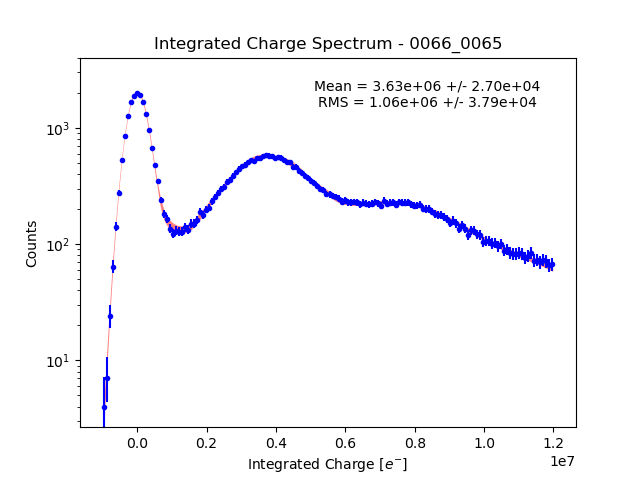 Integrated Charge Spectrum - 0066_0065
Mean = 3.63e+06 +/- 2.70e+04
RMS = 1.06e+06 +/- 3.79e+04
Counts
10³
10²
10¹
0.0 0.2 0.4 0.6 0.8 1.0 1.2
1e7
Integrated Charge [e⁻]